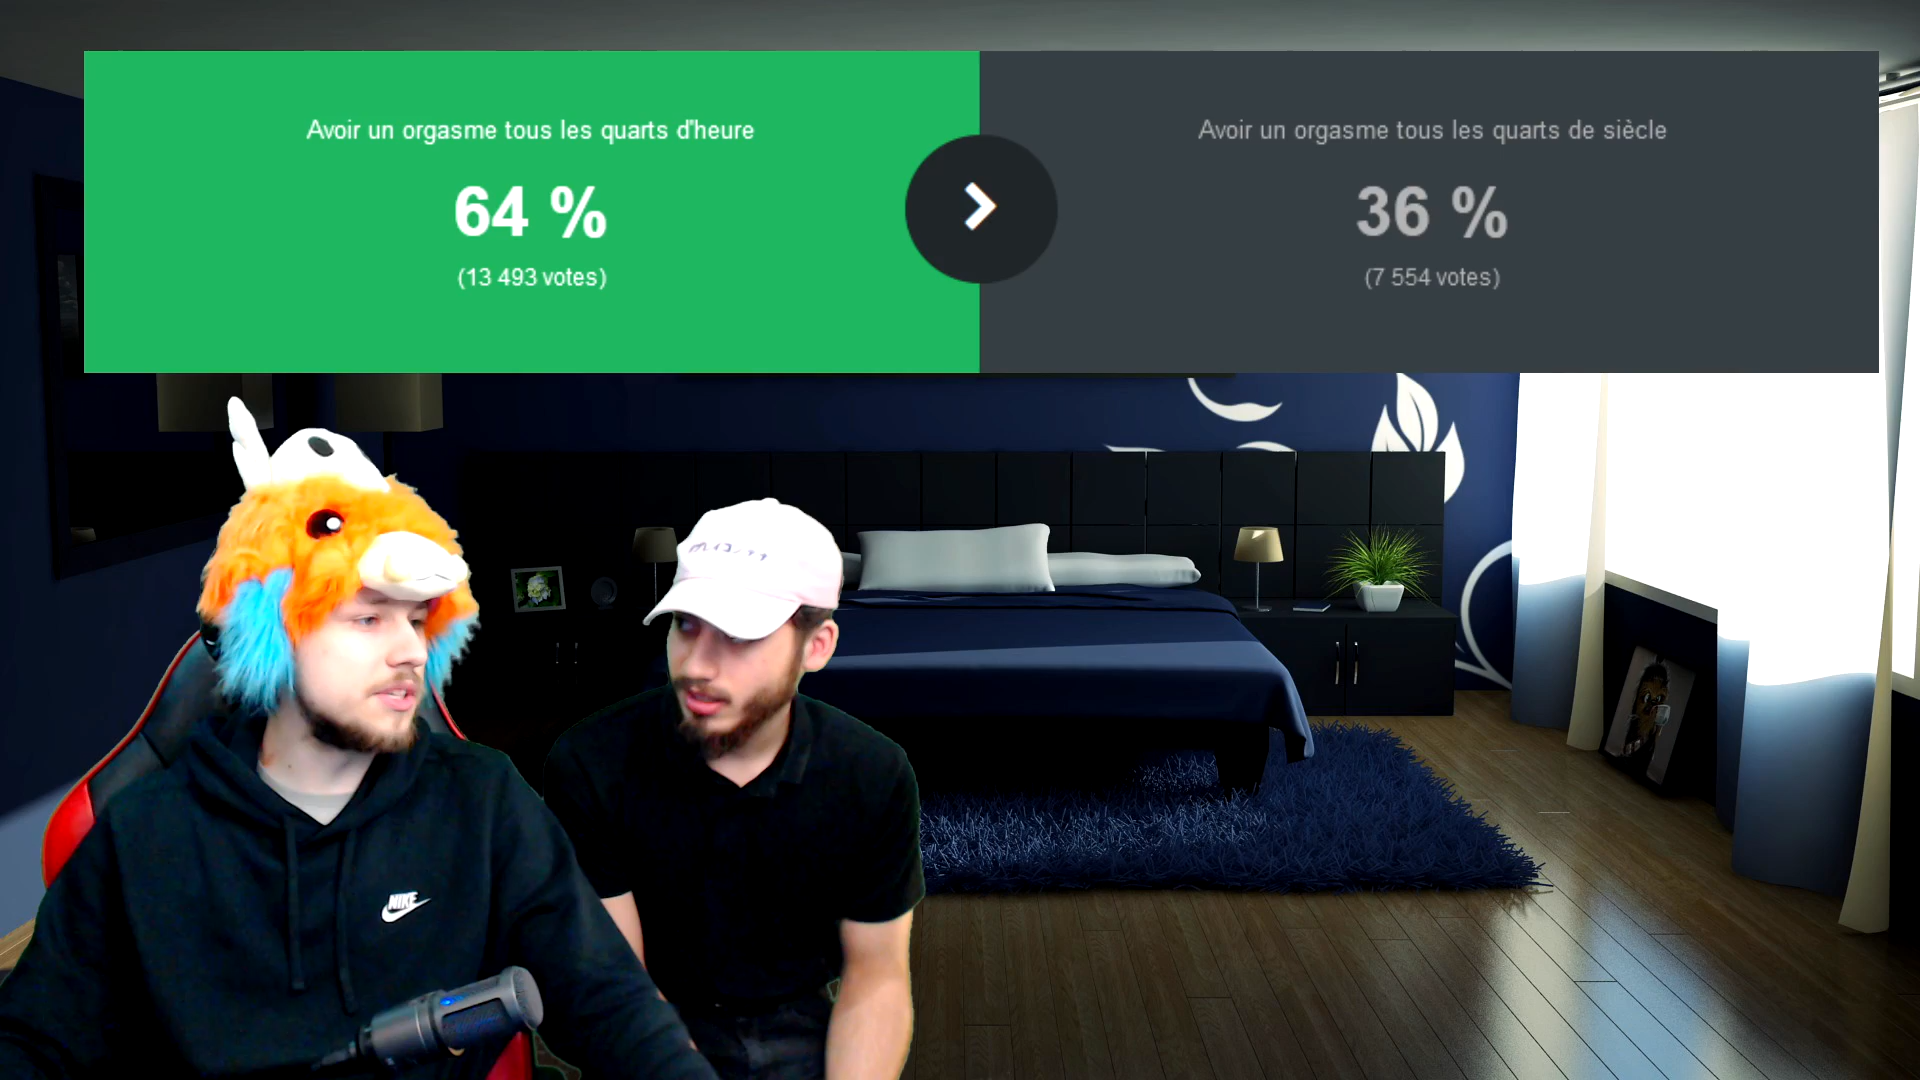 Avoir un orgasme tous les quarts d'heure
64 %
(13 493 votes)
Avoir un orgasme tous les quarts de siècle
36 %
(7 554 votes)
NIKE